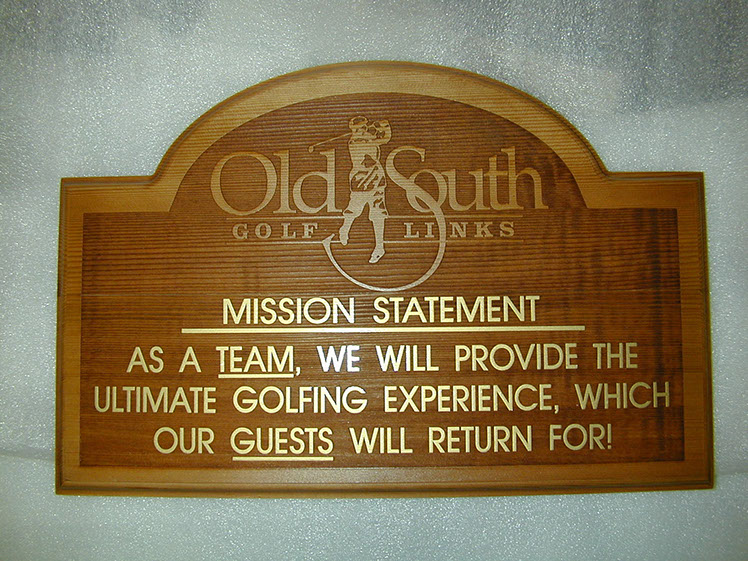 Old South
GOLF LINKS
MISSION STATEMENT
AS A TEAM, WE WILL PROVIDE THE
ULTIMATE GOLFING EXPERIENCE, WHICH
OUR GUESTS WILL RETURN FOR!